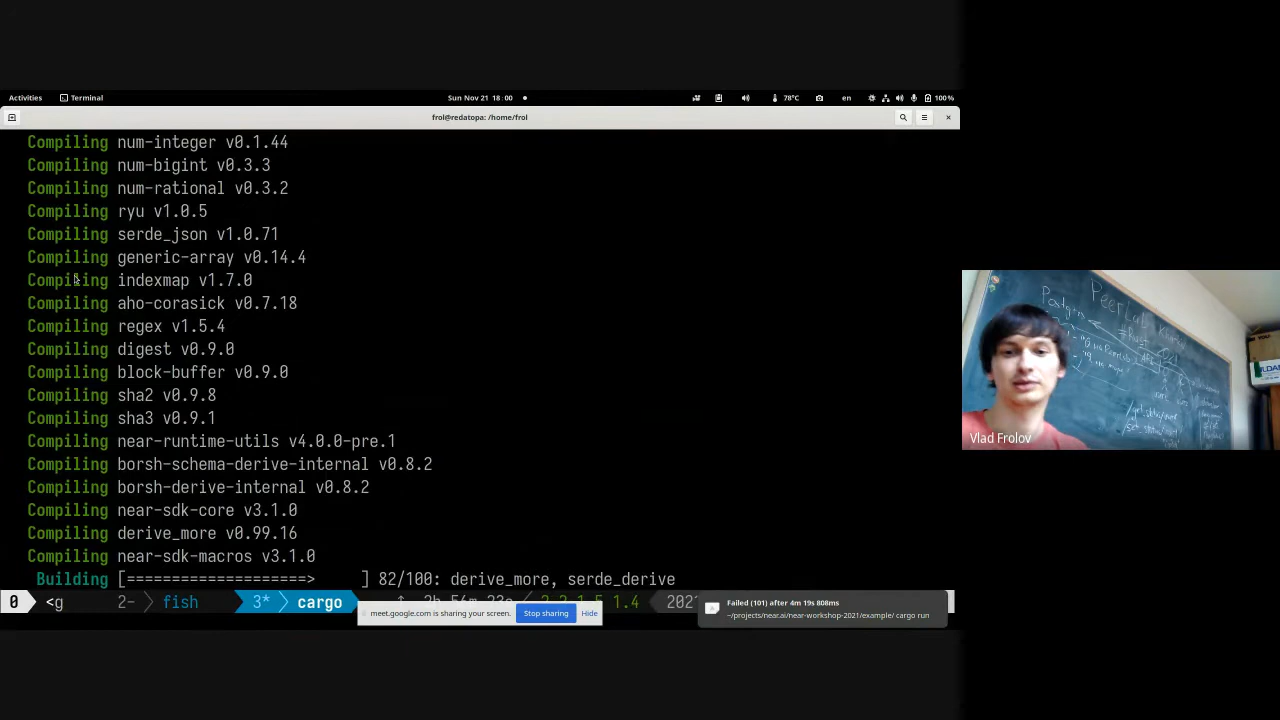 Activities Terminal Sun Nov 21 18:00 78°C en 100%
frol@redatopa: /home/frol
Compiling num-integer v0.1.44
Compiling num-bigint v0.3.3
Compiling num-rational v0.3.2
Compiling ryu v1.0.5
Compiling serde_json v1.0.71
Compiling generic-array v0.14.4
Compiling indexmap v1.7.0
Compiling aho-corasick v0.7.18
Compiling regex v1.5.4
Compiling digest v0.9.0
Compiling block-buffer v0.9.0
Compiling sha2 v0.9.8
Compiling sha3 v0.9.1
Compiling near-runtime-utils v4.0.0-pre.1
Compiling borsh-schema-derive-internal v0.8.2
Compiling borsh-derive-internal v0.8.2
Compiling near-sdk-core v3.1.0
Compiling derive_more v0.99.16
Compiling near-sdk-macros v3.1.0
Building [====================> ] 82/100: derive_more, serde_derive
0 <g 2- fish 3* cargo
meet.google.com is sharing your screen. Stop sharing Hide
Failed (101) after 4m 19s 808ms
~/projects/near.ai/near-workshop-2021/example/ cargo run
PeerLab
Rust
Vlad Frolov